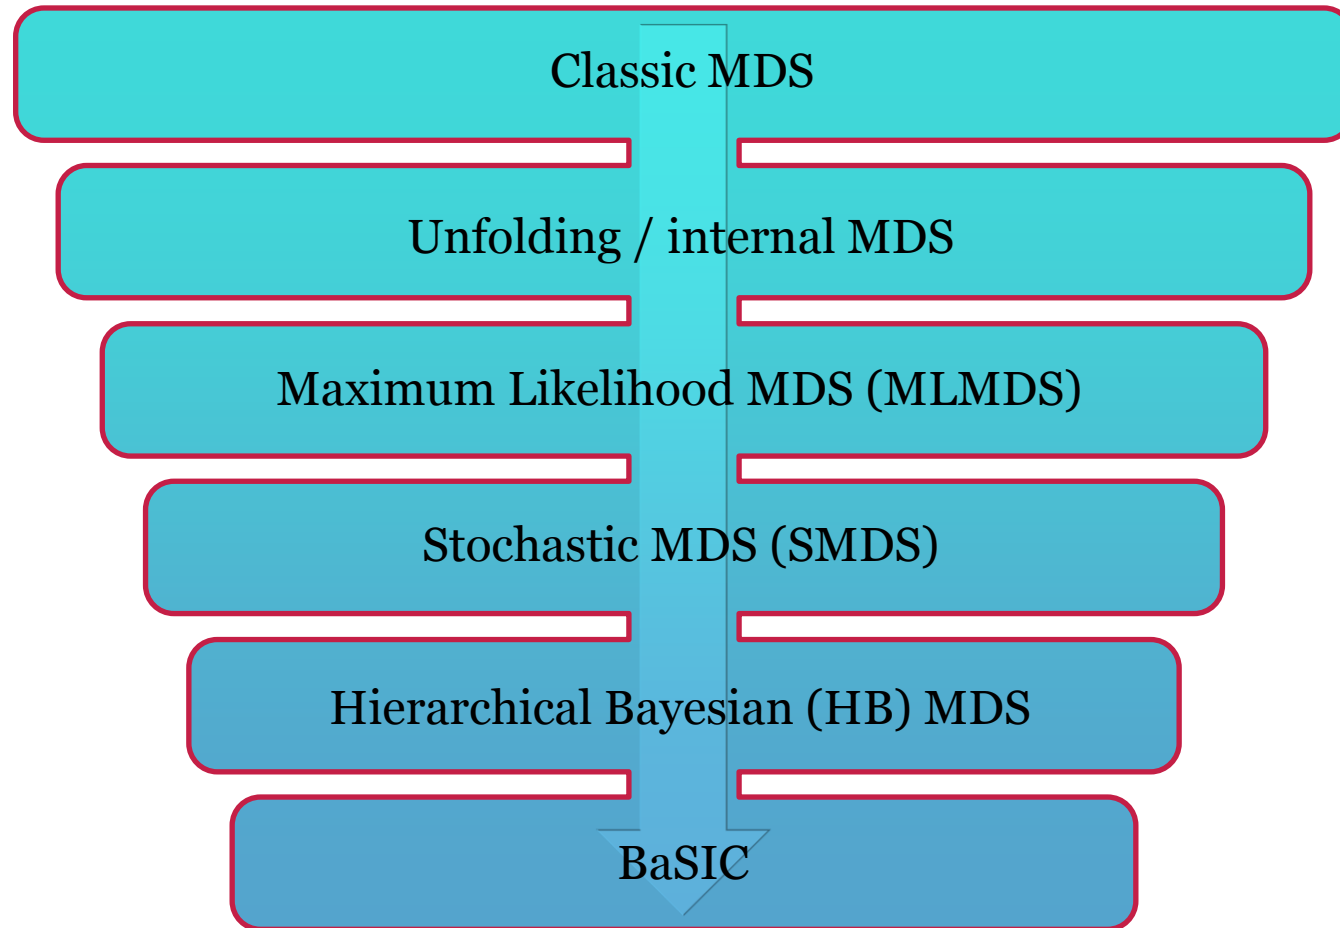 Classic MDS
Unfolding / internal MDS
Maximum Likelihood MDS (MLMDS)
Stochastic MDS (SMDS)
Hierarchical Bayesian (HB) MDS
BaSIC